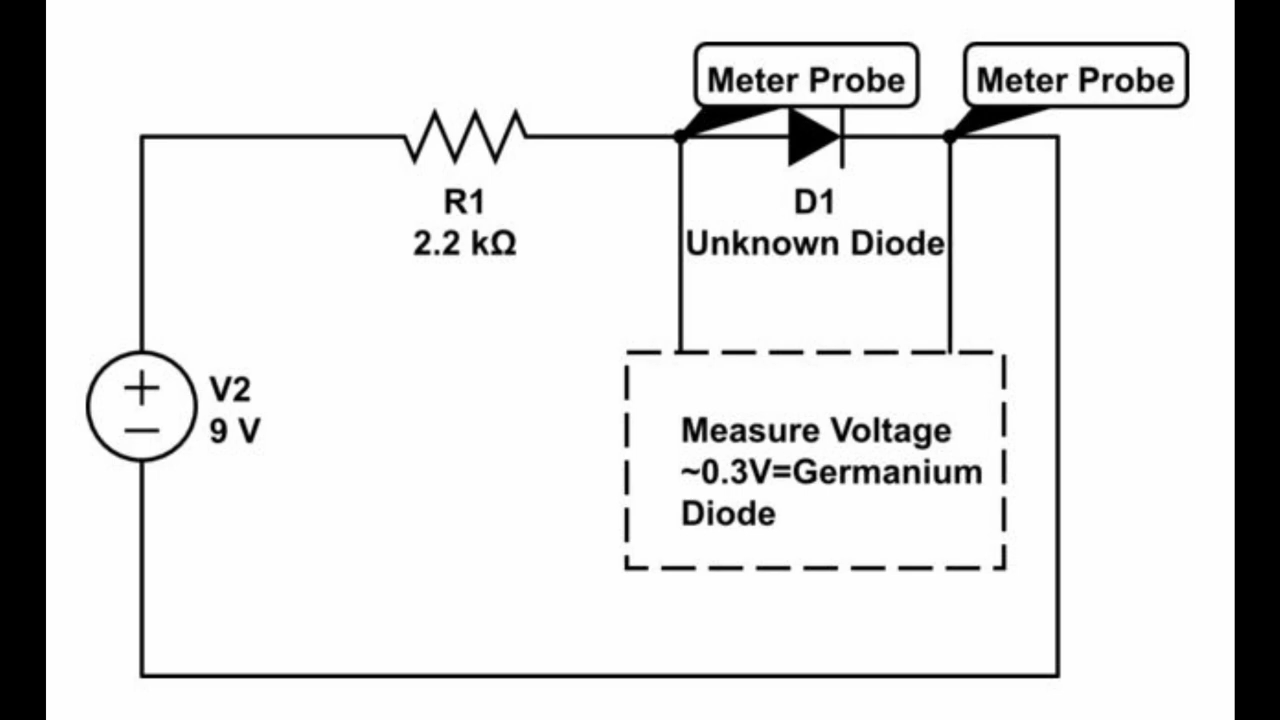 Meter Probe
Meter Probe
R1
2.2 kΩ
D1
Unknown Diode
V2
9 V
Measure Voltage
~0.3V=Germanium
Diode